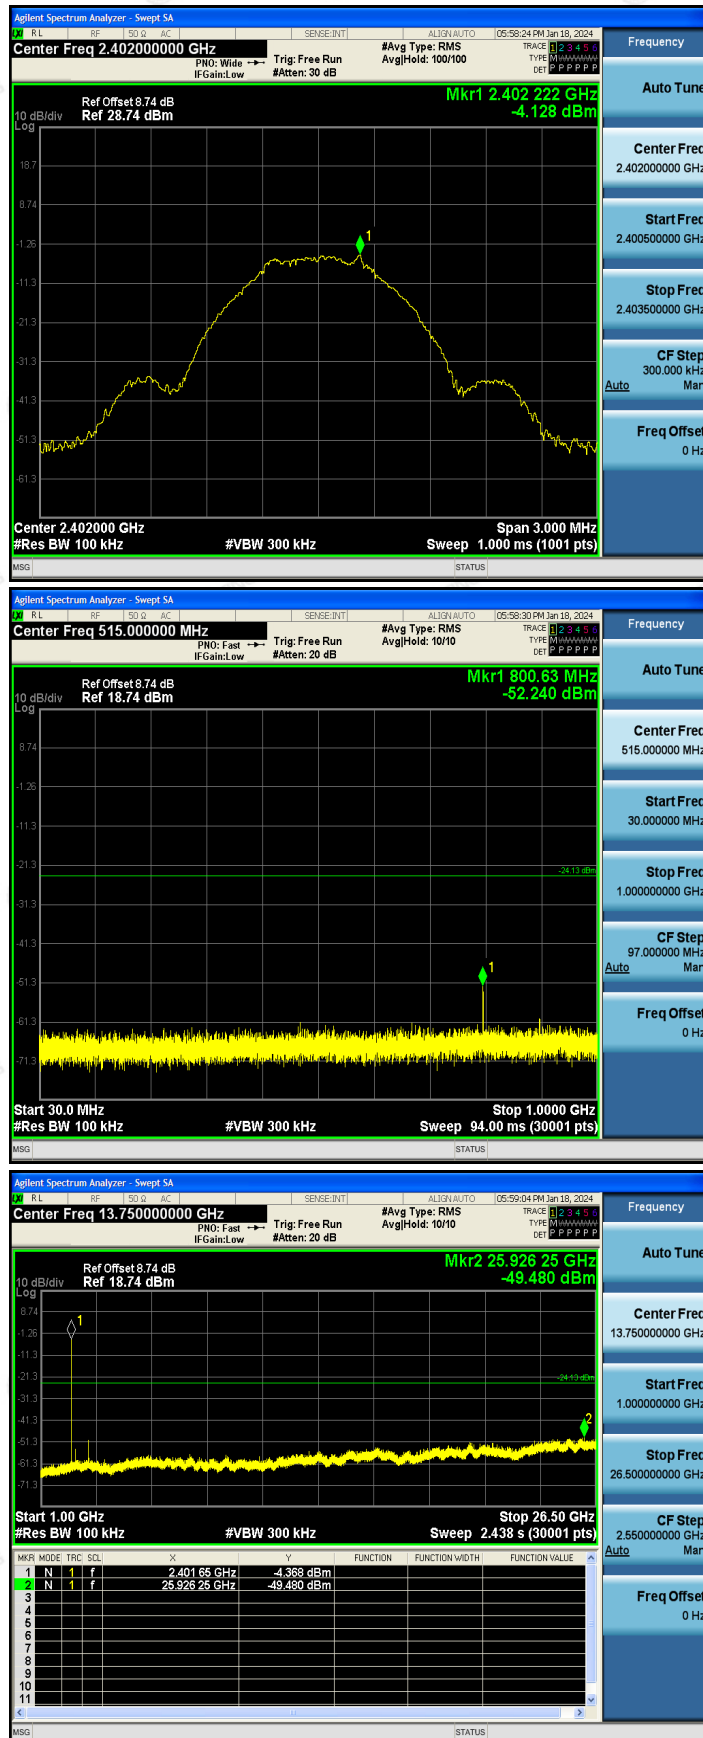 Agilent Spectrum Analyzer - Swept SA
LXI RL RF 50 Ω AC SENSE:INT ALIGN AUTO 05:58:24 PM Jan 18, 2024
Center Freq 2.402000000 GHz #Avg Type: RMS TRACE 1 2 3 4 5 6
PNO: Wide Trig: Free Run Avg|Hold: 100/100 TYPE M
IFGain:Low #Atten: 30 dB DET P P P P P P
Frequency
Auto Tune
Mkr1 2.402 222 GHz
-4.128 dBm
Ref Offset 8.74 dB
10 dB/div Ref 28.74 dBm
Log
18.7
8.74
-1.26
-11.3
-21.3
-31.3
-41.3
-51.3
-61.3
1
Center Freq
2.402000000 GHz
Start Freq
2.400500000 GHz
Stop Freq
2.403500000 GHz
CF Step
300.000 kHz
Auto Man
Freq Offset
0 Hz
Center 2.402000 GHz Span 3.000 MHz
#Res BW 100 kHz #VBW 300 kHz Sweep 1.000 ms (1001 pts)
MSG STATUS
Agilent Spectrum Analyzer - Swept SA
LXI RL RF 50 Ω AC SENSE:INT ALIGN AUTO 05:58:30 PM Jan 18, 2024
Center Freq 515.000000 MHz #Avg Type: RMS TRACE 1 2 3 4 5 6
PNO: Fast Trig: Free Run Avg|Hold: 10/10 TYPE M
IFGain:Low #Atten: 20 dB DET P P P P P P
Frequency
Auto Tune
Mkr1 800.63 MHz
-52.240 dBm
Ref Offset 8.74 dB
10 dB/div Ref 18.74 dBm
Log
8.74
-1.26
-11.3
-21.3
-31.3
-41.3
-51.3
-61.3
-71.3
-24.13 dBm
1
Center Freq
515.000000 MHz
Start Freq
30.000000 MHz
Stop Freq
1.000000000 GHz
CF Step
97.000000 MHz
Auto Man
Freq Offset
0 Hz
Start 30.0 MHz Stop 1.0000 GHz
#Res BW 100 kHz #VBW 300 kHz Sweep 94.00 ms (30001 pts)
MSG STATUS
Agilent Spectrum Analyzer - Swept SA
LXI RL RF 50 Ω AC SENSE:INT ALIGN AUTO 05:59:04 PM Jan 18, 2024
Center Freq 13.750000000 GHz #Avg Type: RMS TRACE 1 2 3 4 5 6
PNO: Fast Trig: Free Run Avg|Hold: 10/10 TYPE M
IFGain:Low #Atten: 20 dB DET P P P P P P
Frequency
Auto Tune
Mkr2 25.926 25 GHz
-49.480 dBm
Ref Offset 8.74 dB
10 dB/div Ref 18.74 dBm
Log
8.74
-1.26
-11.3
-21.3
-31.3
-41.3
-51.3
-61.3
-71.3
-24.13 dBm
1
2
Center Freq
13.750000000 GHz
Start Freq
1.000000000 GHz
Stop Freq
26.500000000 GHz
CF Step
2.550000000 GHz
Auto Man
Freq Offset
0 Hz
Start 1.00 GHz Stop 26.50 GHz
#Res BW 100 kHz #VBW 300 kHz Sweep 2.438 s (30001 pts)
MKR MODE TRC SCL X Y FUNCTION FUNCTION WIDTH FUNCTION VALUE
1 N 1 f 2.401 65 GHz -4.368 dBm
2 N 1 f 25.926 25 GHz -49.480 dBm
3
4
5
6
7
8
9
10
11
MSG STATUS